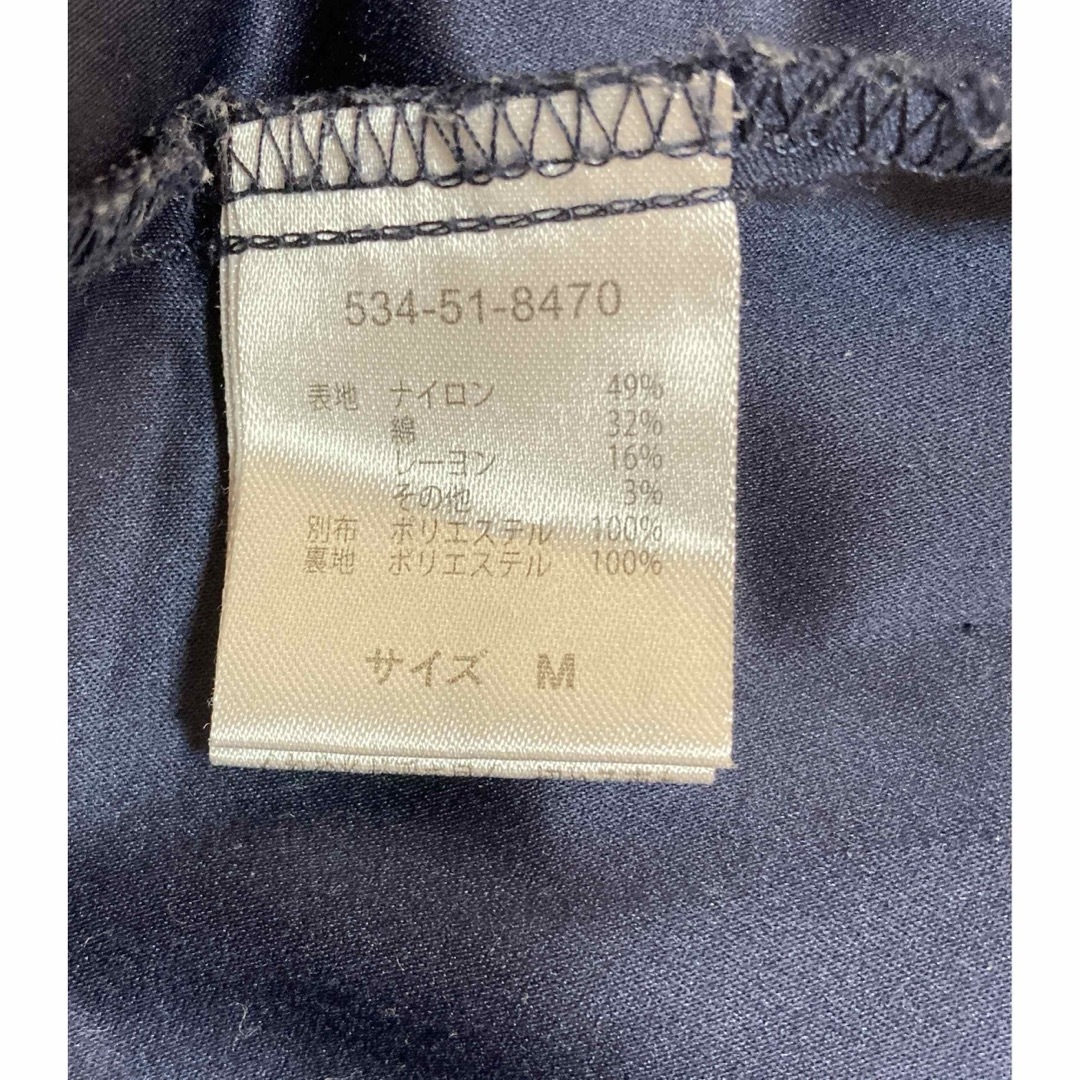 534-51-8470
表地 ナイロン 49%
綿 32%
レーヨン 16%
その他 3%
別布 ポリエステル 100%
裏地 ポリエステル 100%
サイズ M